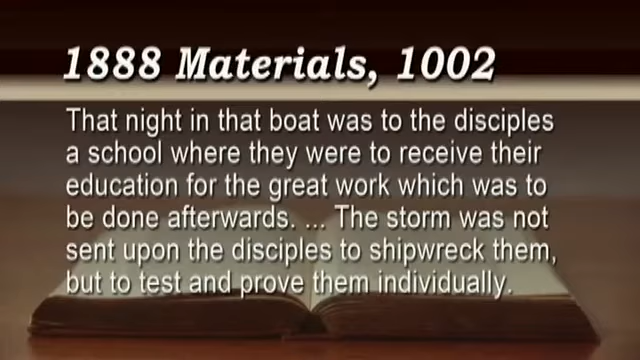 1888 Materials, 1002
That night in that boat was to the disciples
a school where they were to receive their
education for the great work which was to
be done afterwards. ... The storm was not
sent upon the disciples to shipwreck them,
but to test and prove them individually.